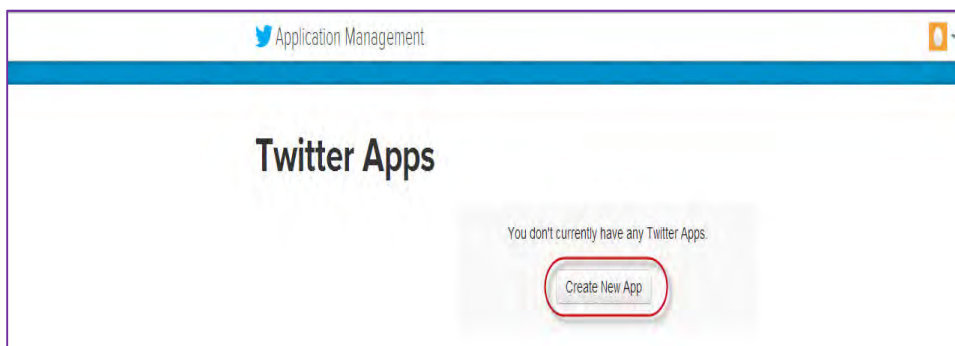 Application Management
Twitter Apps
You don't currently have any Twitter Apps.
Create New App